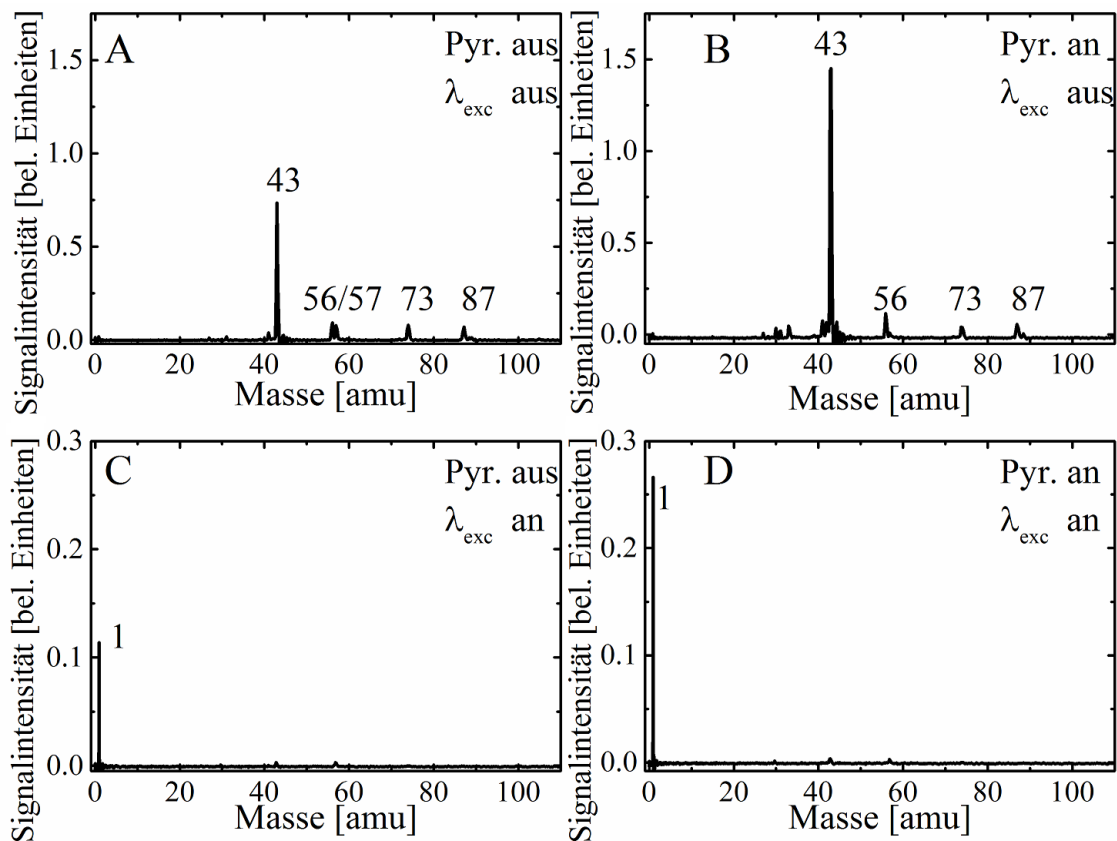 A
Pyr. aus
λexc aus
43
56/57
73
87
1.5
1.0
0.5
0.0
0 20 40 60 80 100
Masse [amu]
Signalintensität [bel. Einheiten]
B
Pyr. an
λexc aus
43
56
73
87
1.5
1.0
0.5
0.0
0 20 40 60 80 100
Masse [amu]
Signalintensität [bel. Einheiten]
C
Pyr. aus
λexc an
1
0.3
0.2
0.1
0.0
0 20 40 60 80 100
Masse [amu]
Signalintensität [bel. Einheiten]
D
Pyr. an
λexc an
1
0.3
0.2
0.1
0.0
0 20 40 60 80 100
Masse [amu]
Signalintensität [bel. Einheiten]